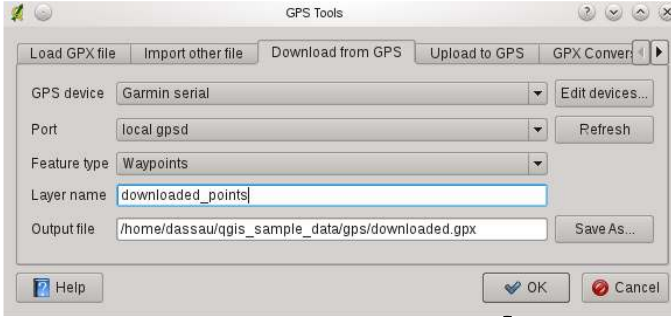 GPS Tools
Load GPX file Import other file Download from GPS Upload to GPS GPX Conver
GPS device Garmin serial Edit devices...
Port local gpsd Refresh
Feature type Waypoints
Layer name downloaded_points
Output file /home/dassau/qgis_sample_data/gps/downloaded.gpx Save As...
Help OK Cancel